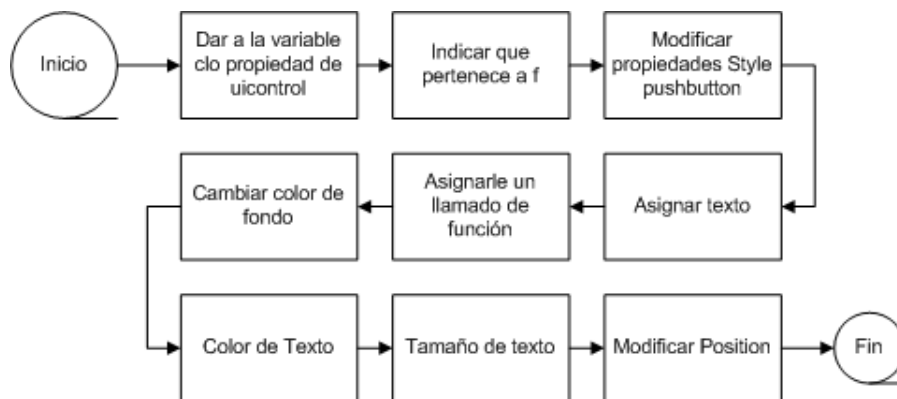 Inicio
Dar a la variable
clo propiedad de
uicontrol
Indicar que
pertenece a f
Modificar
propiedades Style
pushbutton
Asignar texto
Asignarle un
llamado de
función
Cambiar color de
fondo
Color de Texto
Tamaño de texto
Modificar Position
Fin